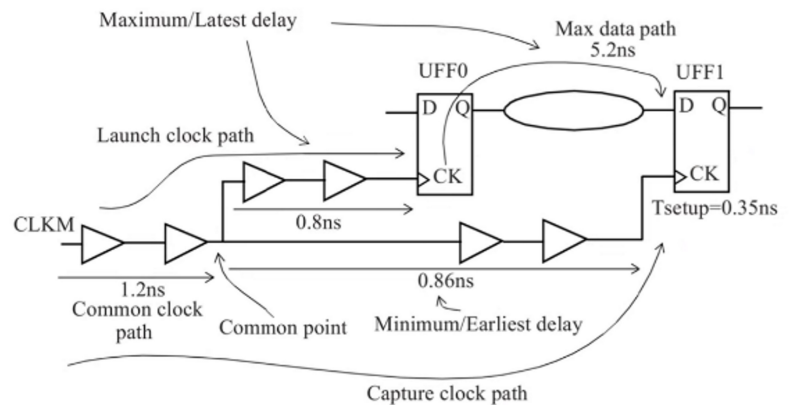 Maximum/Latest delay
Max data path
5.2ns
UFF0
UFF1
D Q
D Q
Launch clock path
CK
CK
0.8ns
Tsetup=0.35ns
CLKM
1.2ns
0.86ns
Common clock
path
Common point
Minimum/Earliest delay
Capture clock path